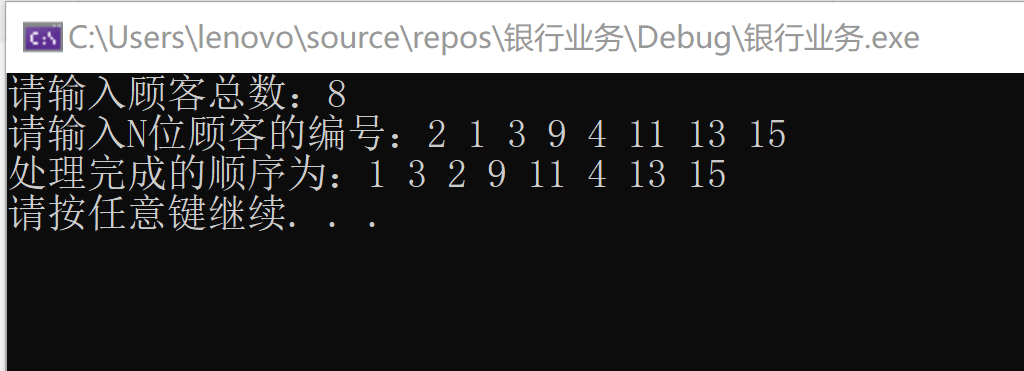 C:\Users\lenovo\source\repos\银行业务\Debug\银行业务.exe
请输入顾客总数：8
请输入N位顾客的编号：2 1 3 9 4 11 13 15
处理完成的顺序为：1 3 2 9 11 4 13 15
请按任意键继续. . .